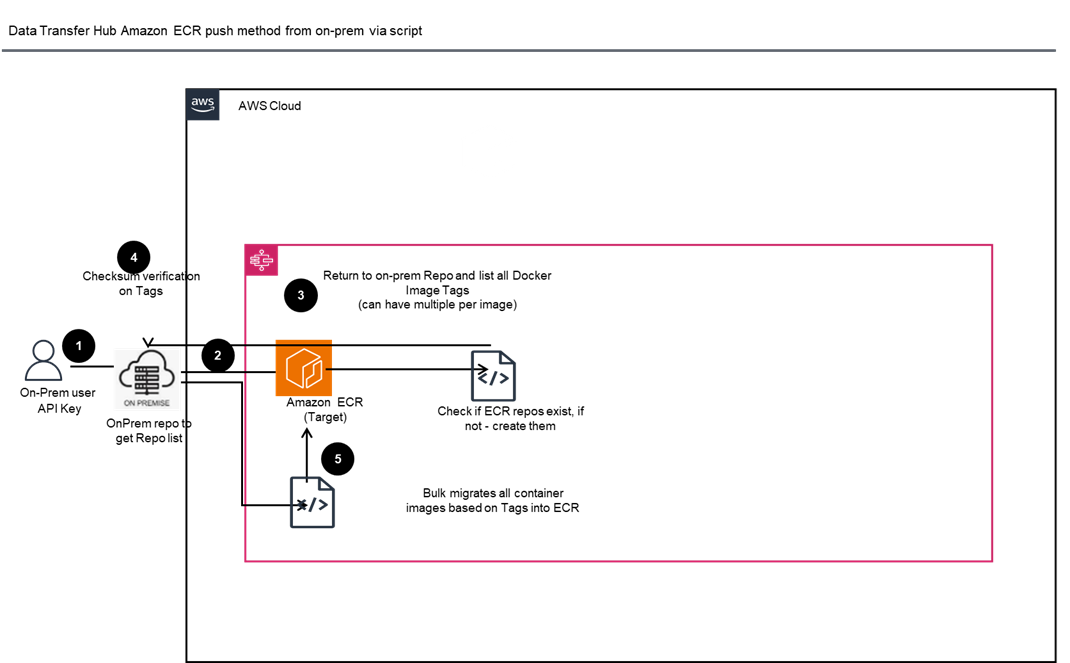 Data Transfer Hub Amazon ECR push method from on-prem via script
aws
AWS Cloud
4
Checksum verification
on Tags
3
Return to on-prem Repo and list all Docker
Image Tags
(can have multiple per image)
1
2
On-Prem user
API Key
ON PREMISE
OnPrem repo to
get Repo list
Amazon ECR
(Target)
</>
Check if ECR repos exist, if
not - create them
5
</>
Bulk migrates all container
images based on Tags into ECR